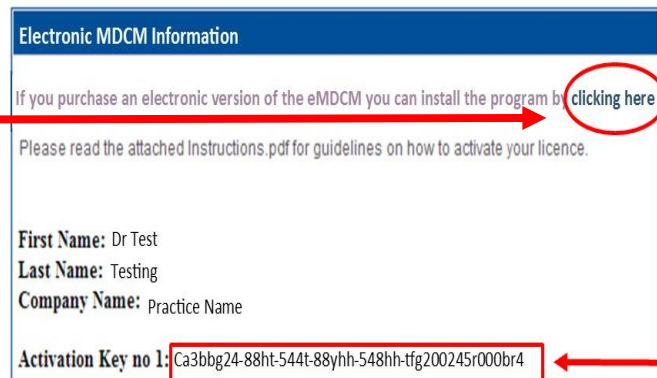 Electronic MDCM Information
If you purchase an electronic version of the eMDCM you can install the program by clicking here
Please read the attached Instructions.pdf for guidelines on how to activate your licence.
First Name: Dr Test
Last Name: Testing
Company Name: Practice Name
Activation Key no 1: Ca3bbg24-88ht-544t-88yhh-548hh-tfg200245r000br4